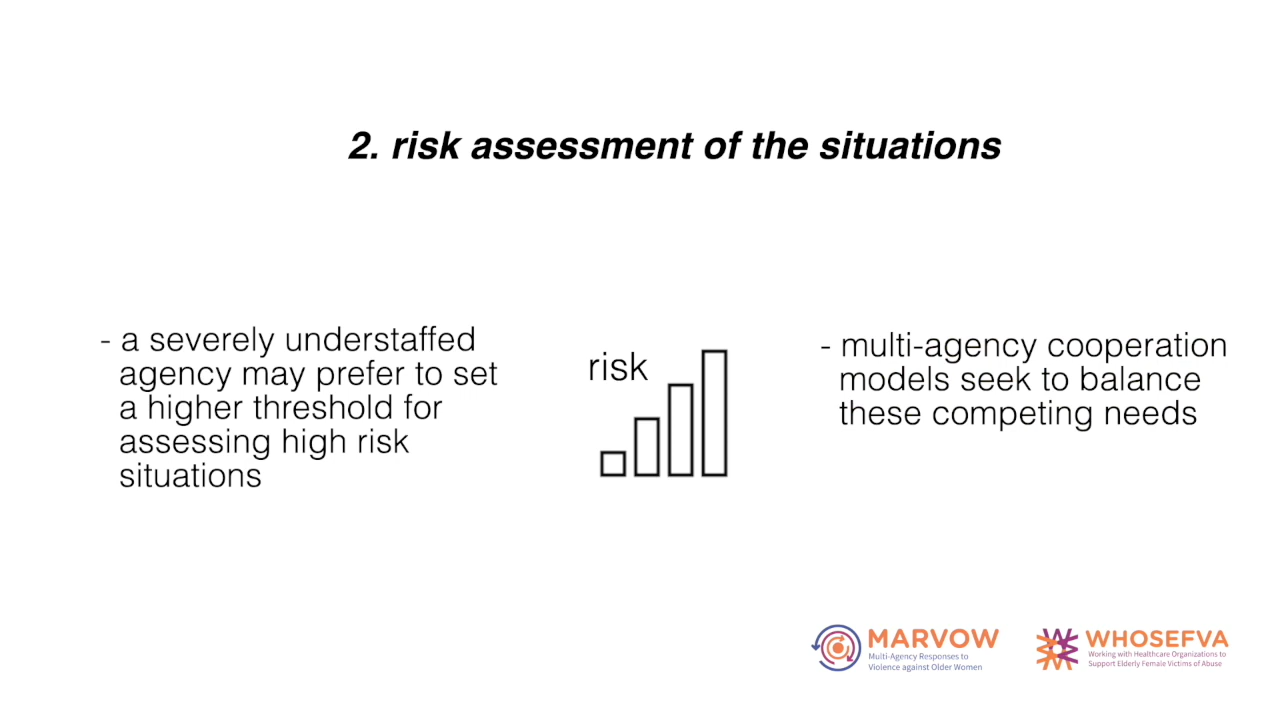 2. risk assessment of the situations
- a severely understaffed
agency may prefer to set
a higher threshold for
assessing high risk
situations
risk
- multi-agency cooperation
models seek to balance
these competing needs
MARVOW
Multi-Agency Responses to
Violence against Older Women
WHOSEFVA
Working with Healthcare Organizations to
Support Elderly Female Victims of Abuse